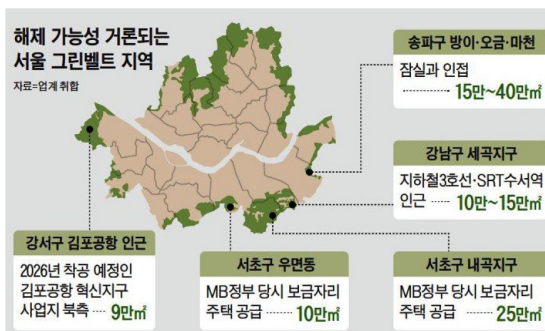 해제 가능성 거론되는
서울 그린벨트 지역
자료=업계 취합
송파구 방이·오금·마천
잠실과 인접
15만~40만㎡
강남구 세곡지구
지하철3호선·SRT수서역
인근 10만~15만㎡
강서구 김포공항 인근
2026년 착공 예정인
김포공항 혁신지구
사업지 북측 9만㎡
서초구 우면동
MB정부 당시 보금자리
주택 공급 10만㎡
서초구 내곡지구
MB정부 당시 보금자리
주택 공급 25만㎡